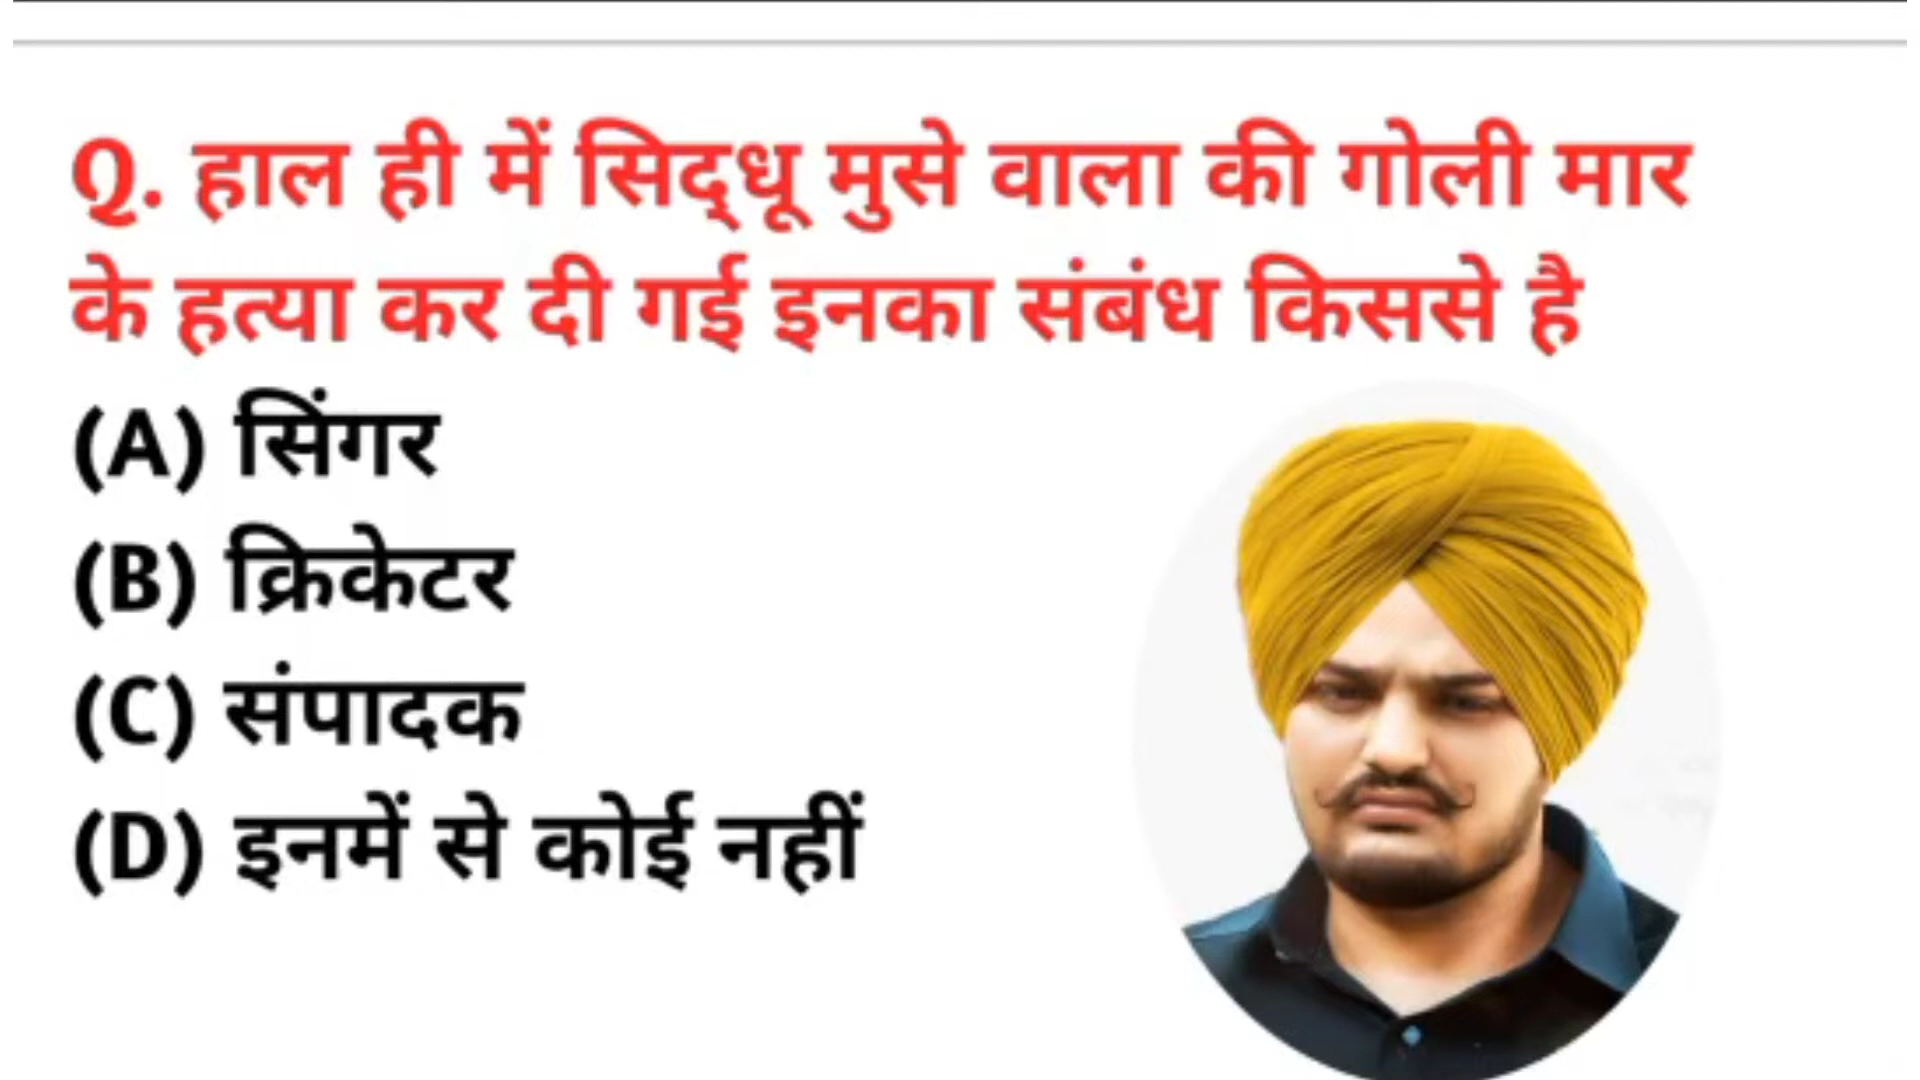 Q. हाल ही में सिद्‌धू मुसे वाला की गोली मार
के हत्या कर दी गई इनका संबंध किससे है
(A) सिंगर
(B) क्रिकेटर
(C) संपादक
(D) इनमें से कोई नहीं